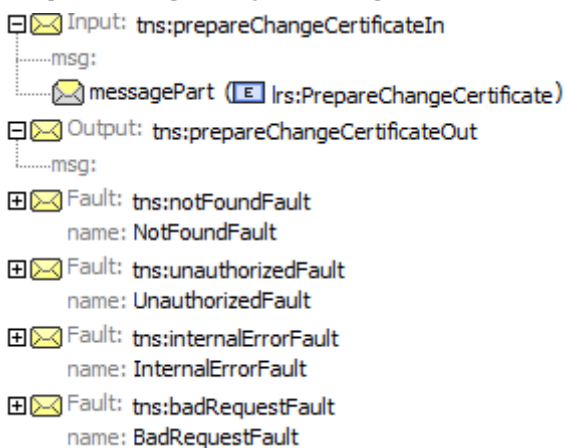 Input: tns:prepareChangeCertificateIn
msg:
messagePart (E lrs:PrepareChangeCertificate)
Output: tns:prepareChangeCertificateOut
msg:
Fault: tns:notFoundFault
name: NotFoundFault
Fault: tns:unauthorizedFault
name: UnauthorizedFault
Fault: tns:internalErrorFault
name: InternalErrorFault
Fault: tns:badRequestFault
name: BadRequestFault